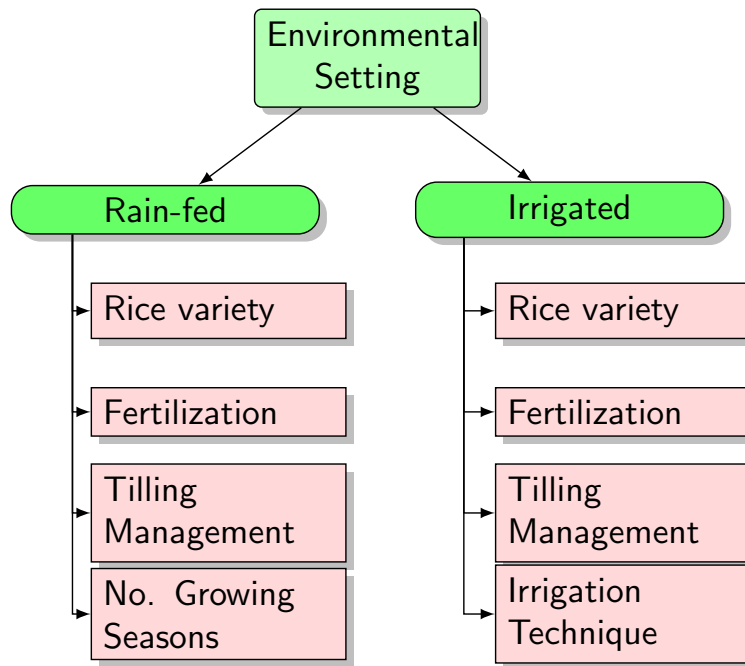 Environmental
Setting
Rain-fed
Irrigated
Rice variety
Rice variety
Fertilization
Fertilization
Tilling
Management
Tilling
Management
No. Growing
Seasons
Irrigation
Technique